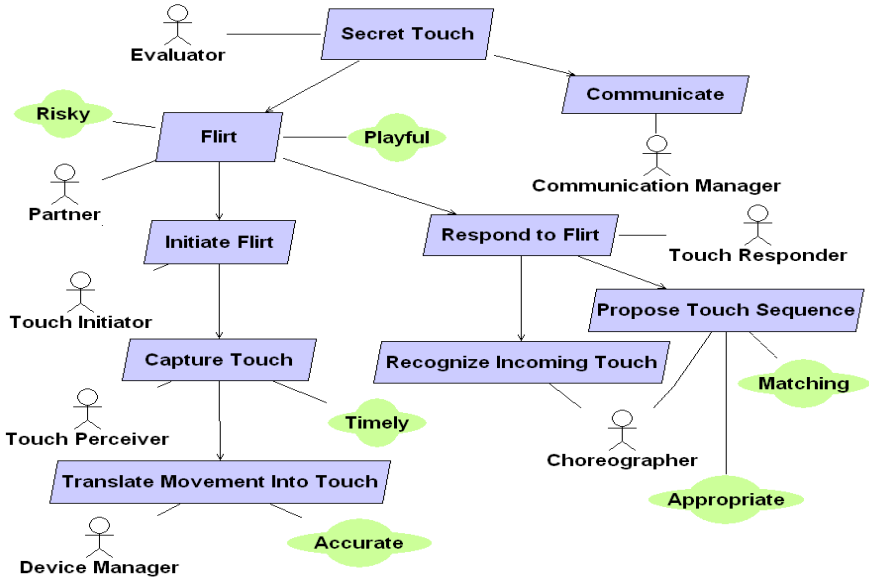 Secret Touch
Evaluator
Communicate
Risky
Flirt
Playful
Communication Manager
Partner
Initiate Flirt
Respond to Flirt
Touch Responder
Touch Initiator
Propose Touch Sequence
Capture Touch
Recognize Incoming Touch
Matching
Timely
Touch Perceiver
Choreographer
Translate Movement Into Touch
Appropriate
Accurate
Device Manager